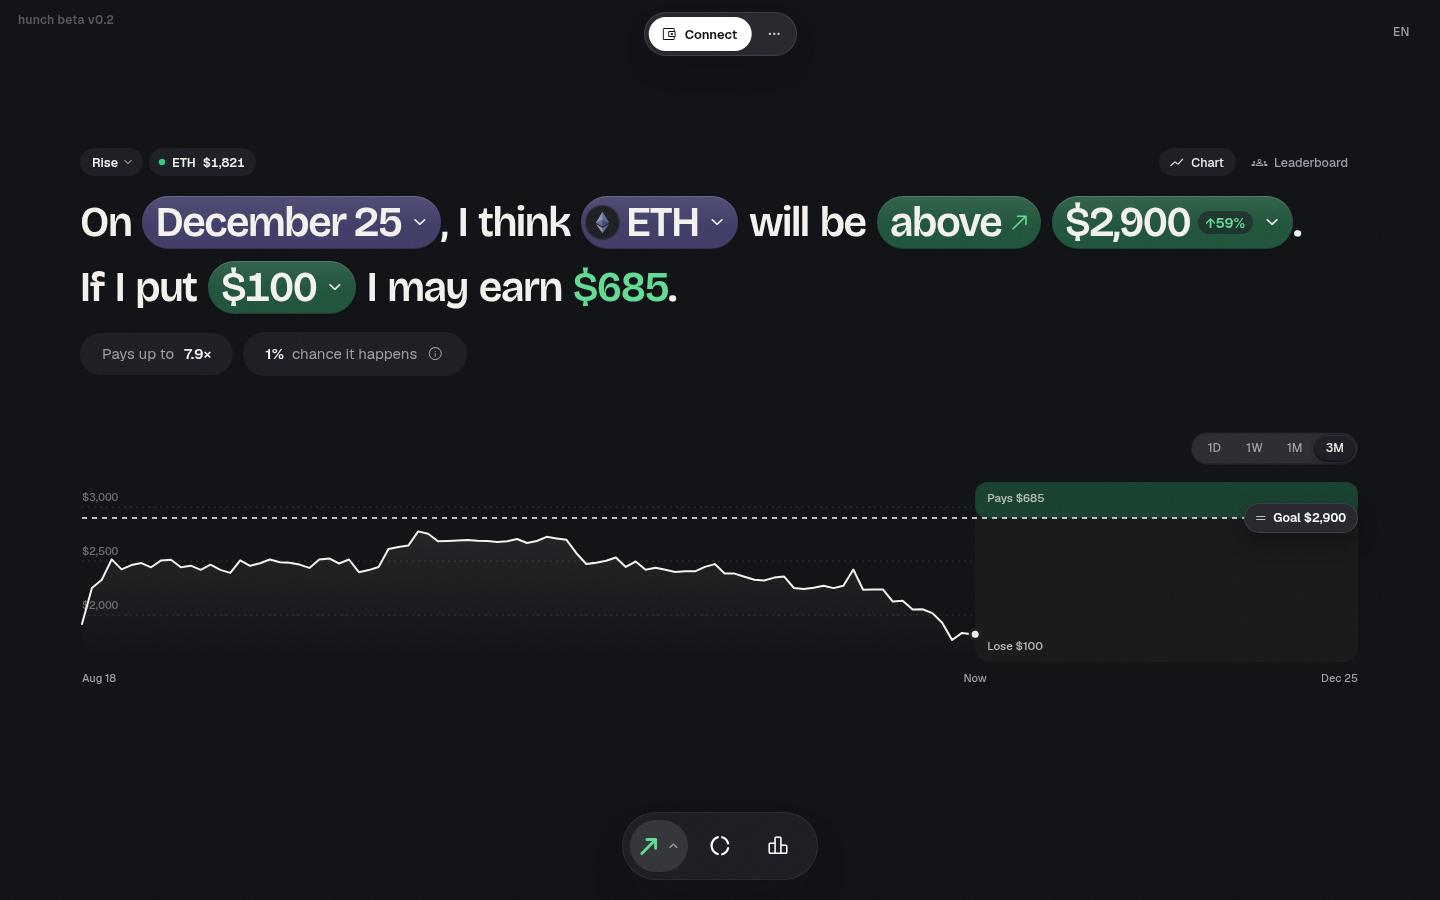 hunch beta v0.2
Connect
EN
Rise
ETH $1,821
Chart
Leaderboard
On December 25, I think ETH will be above $2,900 ↑59%.
If I put $100 I may earn $685.
Pays up to 7.9×
1% chance it happens
1D 1W 1M 3M
$3,000
Pays $685
Goal $2,900
$2,500
$2,000
Lose $100
Aug 18
Now
Dec 25